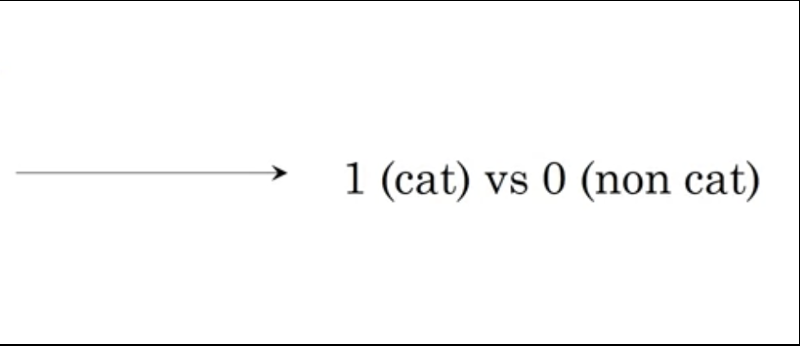 1 (cat) vs 0 (non cat)